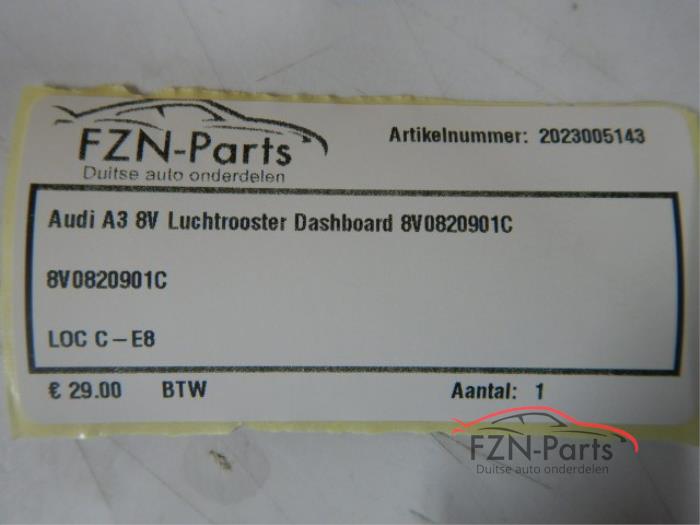 FZN-Parts
Duitse auto onderdelen
Artikelnummer: 2023005143
Audi A3 8V Luchtrooster Dashboard 8V0820901C
8V0820901C
LOC C-E8
€ 29.00 BTW Aantal: 1
FZN-Parts
Duitse auto onderdelen